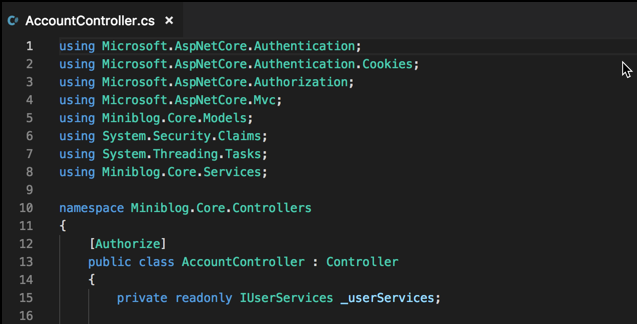 C# AccountController.cs ×
1 using Microsoft.AspNetCore.Authentication;
2 using Microsoft.AspNetCore.Authentication.Cookies;
3 using Microsoft.AspNetCore.Authorization;
4 using Microsoft.AspNetCore.Mvc;
5 using Miniblog.Core.Models;
6 using System.Security.Claims;
7 using System.Threading.Tasks;
8 using Miniblog.Core.Services;
9
10 namespace Miniblog.Core.Controllers
11 {
12     [Authorize]
13     public class AccountController : Controller
14     {
15         private readonly IUserServices _userServices;
16